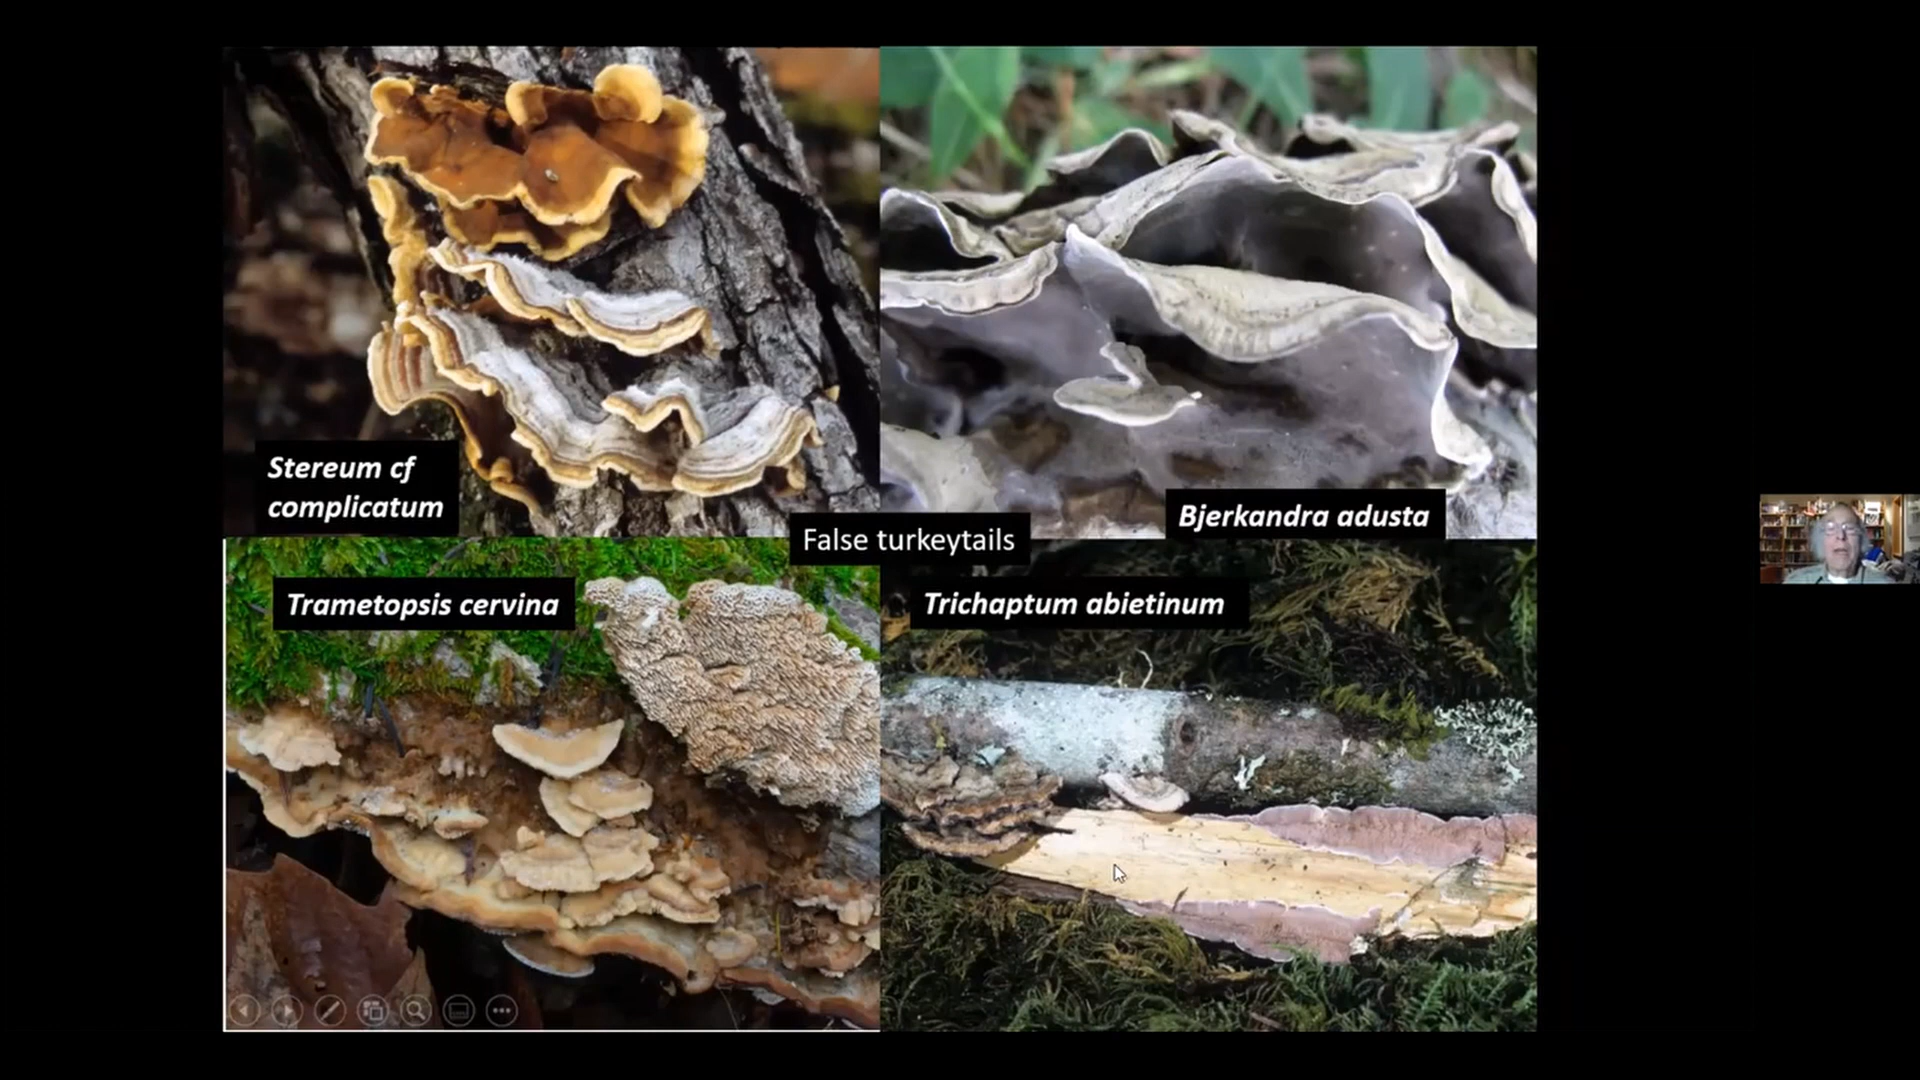 Stereum cf
complicatum
Bjerkandra adusta
False turkeytails
Trametopsis cervina
Trichaptum abietinum